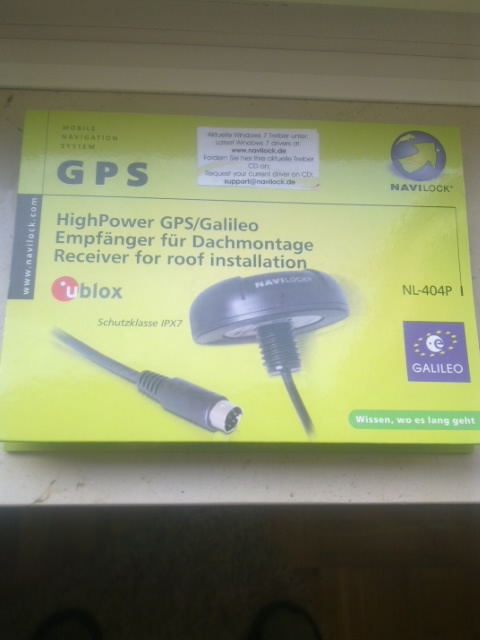 MOBILE
NAVIGATION
SYSTEM
GPS
Aktuelle Windows 7 Treiber unter
Latest Windows 7 drivers at:
www.navilock.de
Fordern Sie hier Ihre aktuelle Treiber
CD an:
Request your current driver on CD:
support@navilock.de
NAVILOCK®
www.navilock.com
HighPower GPS/Galileo
Empfänger für Dachmontage
Receiver for roof installation
ublox
NAVILOCK
NL-404P
Schutzklasse IPX7
GALILEO
Wissen, wo es lang geht